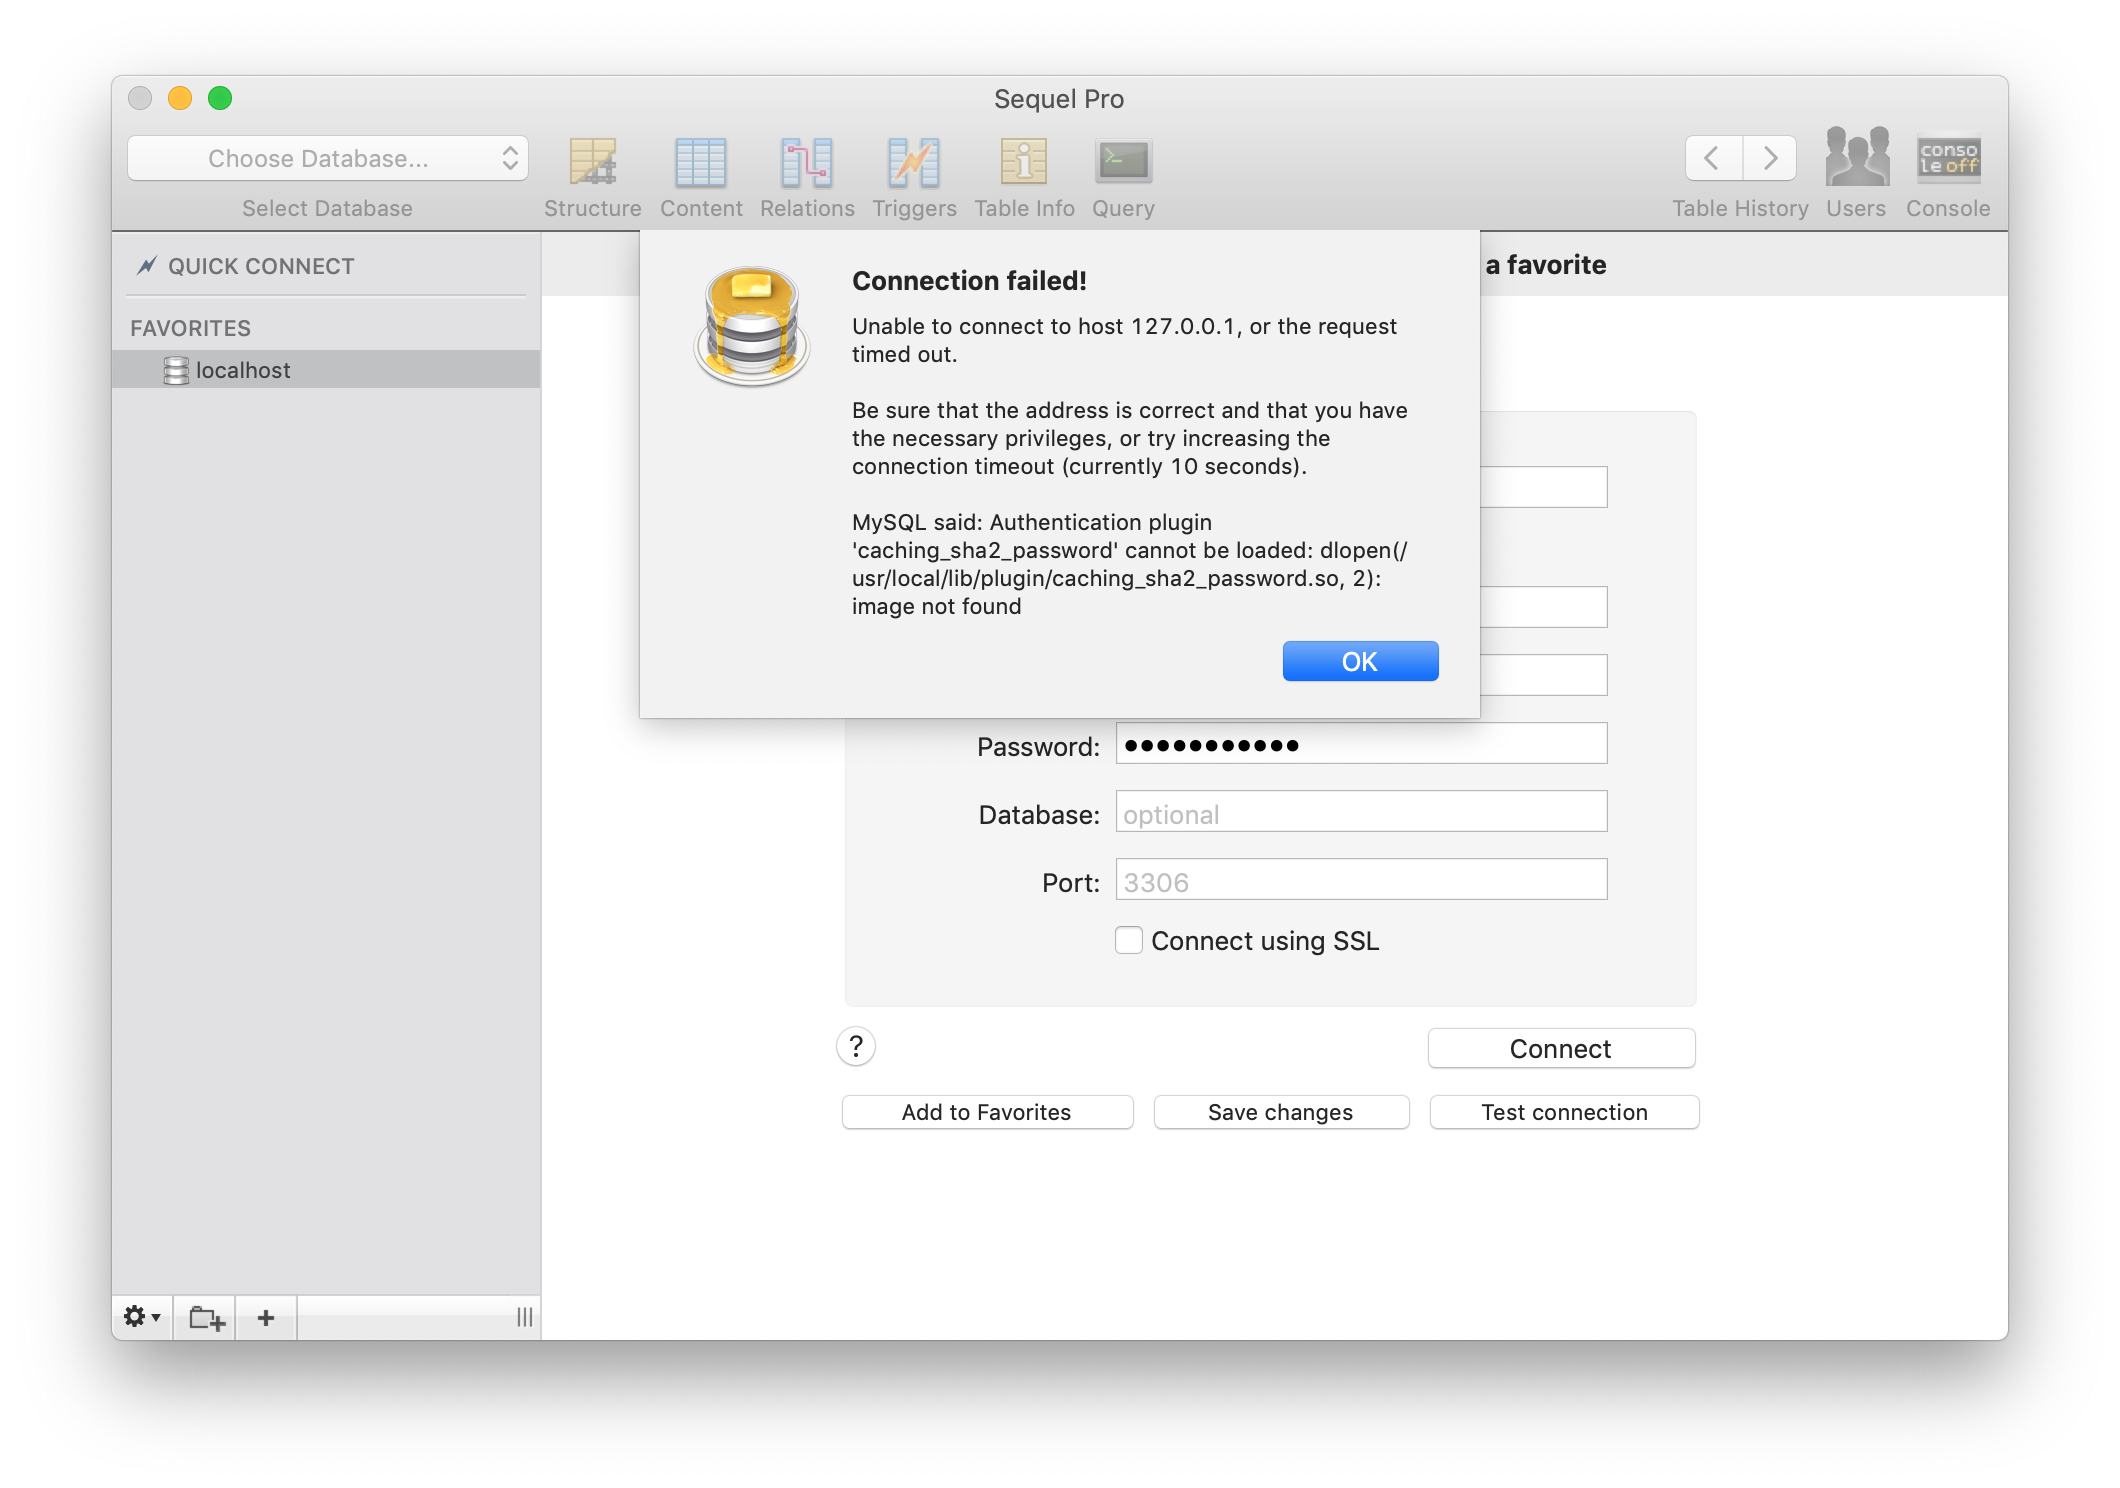 Sequel Pro
Choose Database...
Select Database
Structure
Content
Relations
Triggers
Table Info
Query
Table History
Users
conso
le off
Console
QUICK CONNECT
FAVORITES
localhost
a favorite
Connection failed!
Unable to connect to host 127.0.0.1, or the request
timed out.
Be sure that the address is correct and that you have
the necessary privileges, or try increasing the
connection timeout (currently 10 seconds).
MySQL said: Authentication plugin
'caching_sha2_password' cannot be loaded: dlopen(/
usr/local/lib/plugin/caching_sha2_password.so, 2):
image not found
OK
Password: •••••••••••
Database: optional
Port: 3306
Connect using SSL
?
Connect
Add to Favorites
Save changes
Test connection